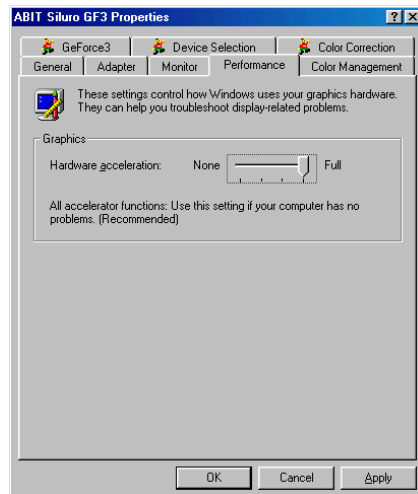 ABIT Siluro GF3 Properties
GeForce3 Device Selection Color Correction
General Adapter Monitor Performance Color Management
These settings control how Windows uses your graphics hardware.
They can help you troubleshoot display-related problems.
Graphics
Hardware acceleration: None Full
All accelerator functions: Use this setting if your computer has no
problems. (Recommended)
OK Cancel Apply